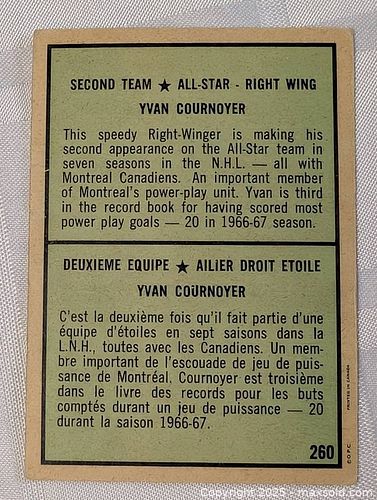 SECOND TEAM ★ ALL-STAR - RIGHT WING
YVAN COURNOYER
This speedy Right-Winger is making his
second appearance on the All-Star team in
seven seasons in the N.H.L. — all with
Montreal Canadiens. An important member
of Montreal's power-play unit. Yvan is third
in the record book for having scored most
power play goals — 20 in 1966-67 season.
DEUXIEME EQUIPE ★ AILIER DROIT ETOILE
YVAN COURNOYER
C'est la deuxième fois qu'il fait partie d'une
équipe d'étoiles en sept saisons dans la
L.N.H., toutes avec les Canadiens. Un mem-
bre important de l'escouade de jeu de puis-
sance de Montréal, Cournoyer est troisième
dans le livre des records pour les buts
comptés durant un jeu de puissance — 20
durant la saison 1966-67.
260
© O.P.C. PRINTED IN CANADA
Copyright © 2025 - maxsold.com